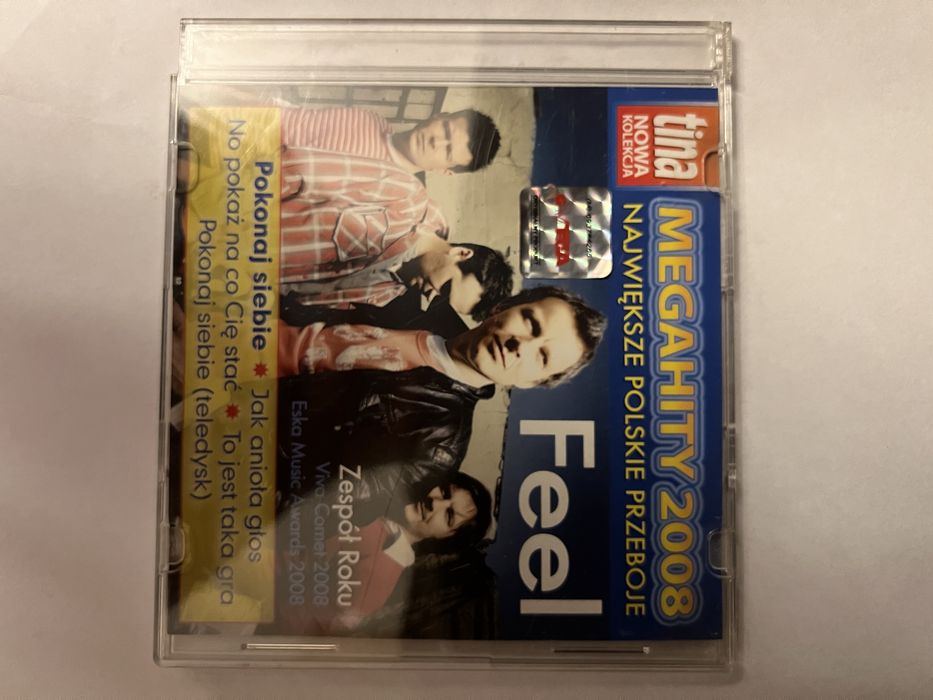 tina
NOWA
KOLEKCJA
MEGAHITY 2008
NAJWIĘKSZE POLSKIE PRZEBOJE
Feel
Zespół Roku
Viva Comet 2008
Eska Music Awards 2008
Pokonaj siebie * Jak anioła głos
No pokaż na co Cię stać * To jest taka gra
Pokonaj siebie (teledysk)